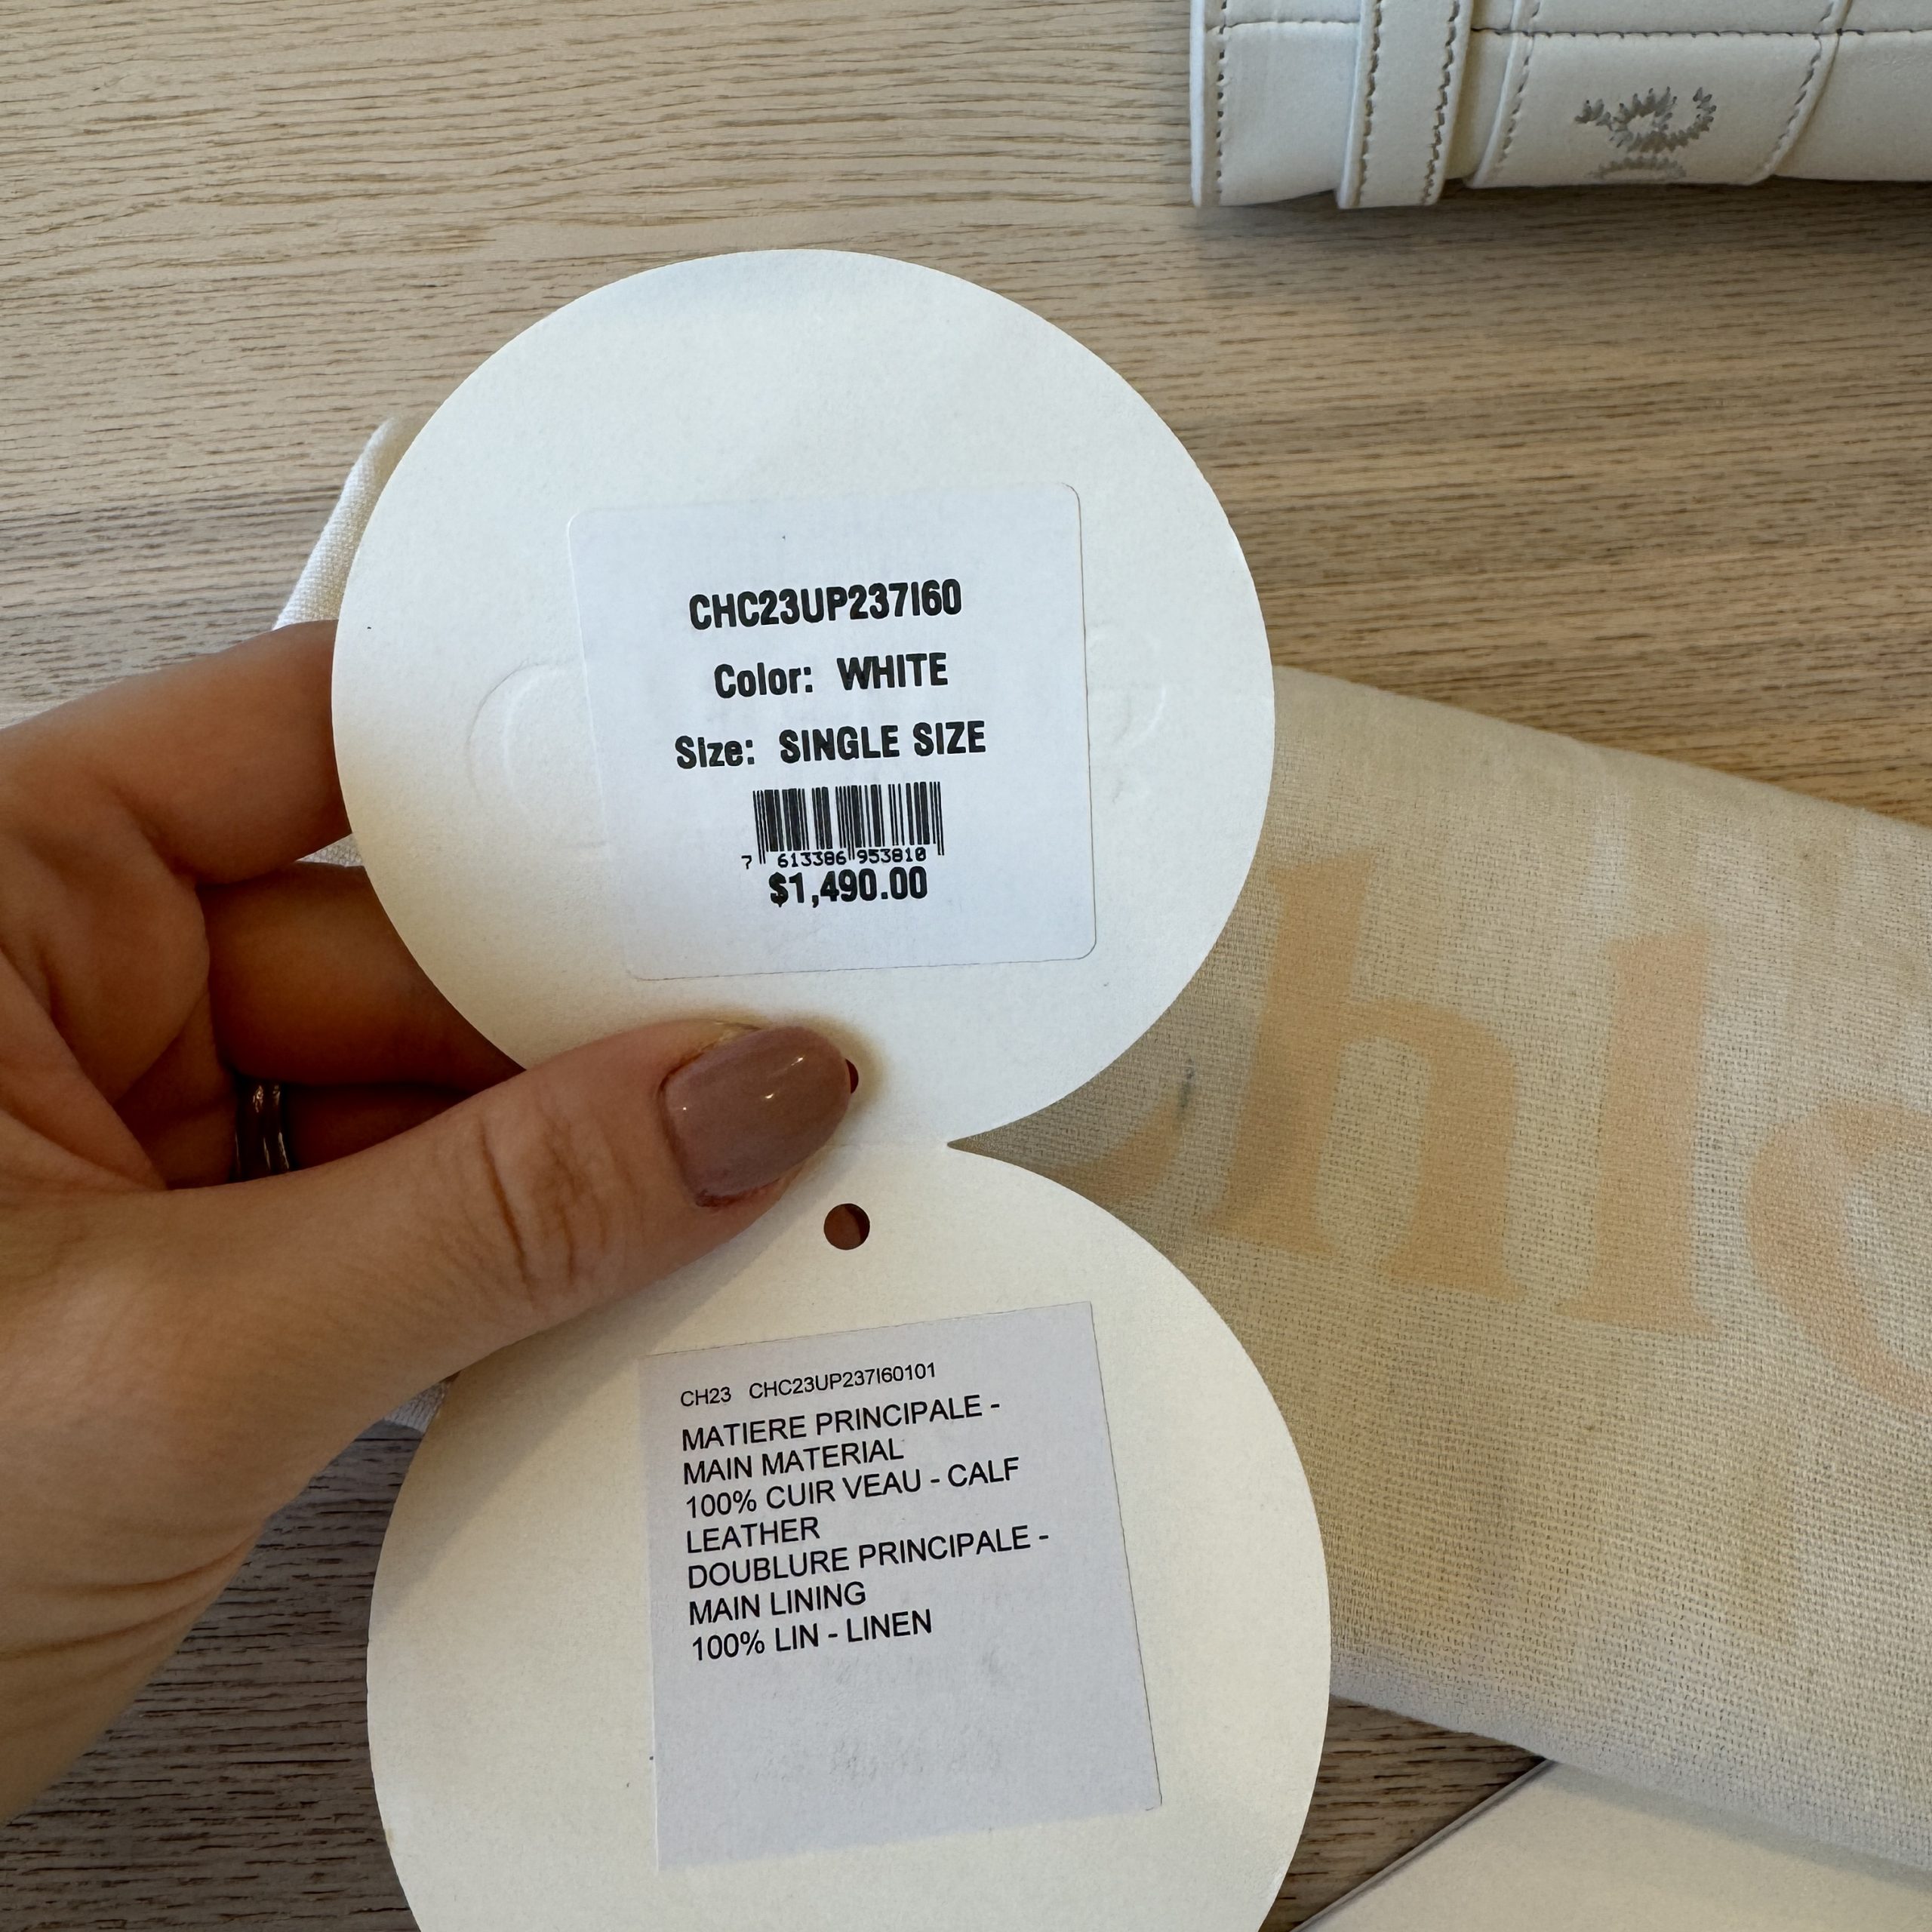 CHC23UP237I60
Color: WHITE
Size: SINGLE SIZE
7 613386 953810
$1,490.00
CH23 CHC23UP237I60101
MATIERE PRINCIPALE -
MAIN MATERIAL
100% CUIR VEAU - CALF
LEATHER
DOUBLURE PRINCIPALE -
MAIN LINING
100% LIN - LINEN